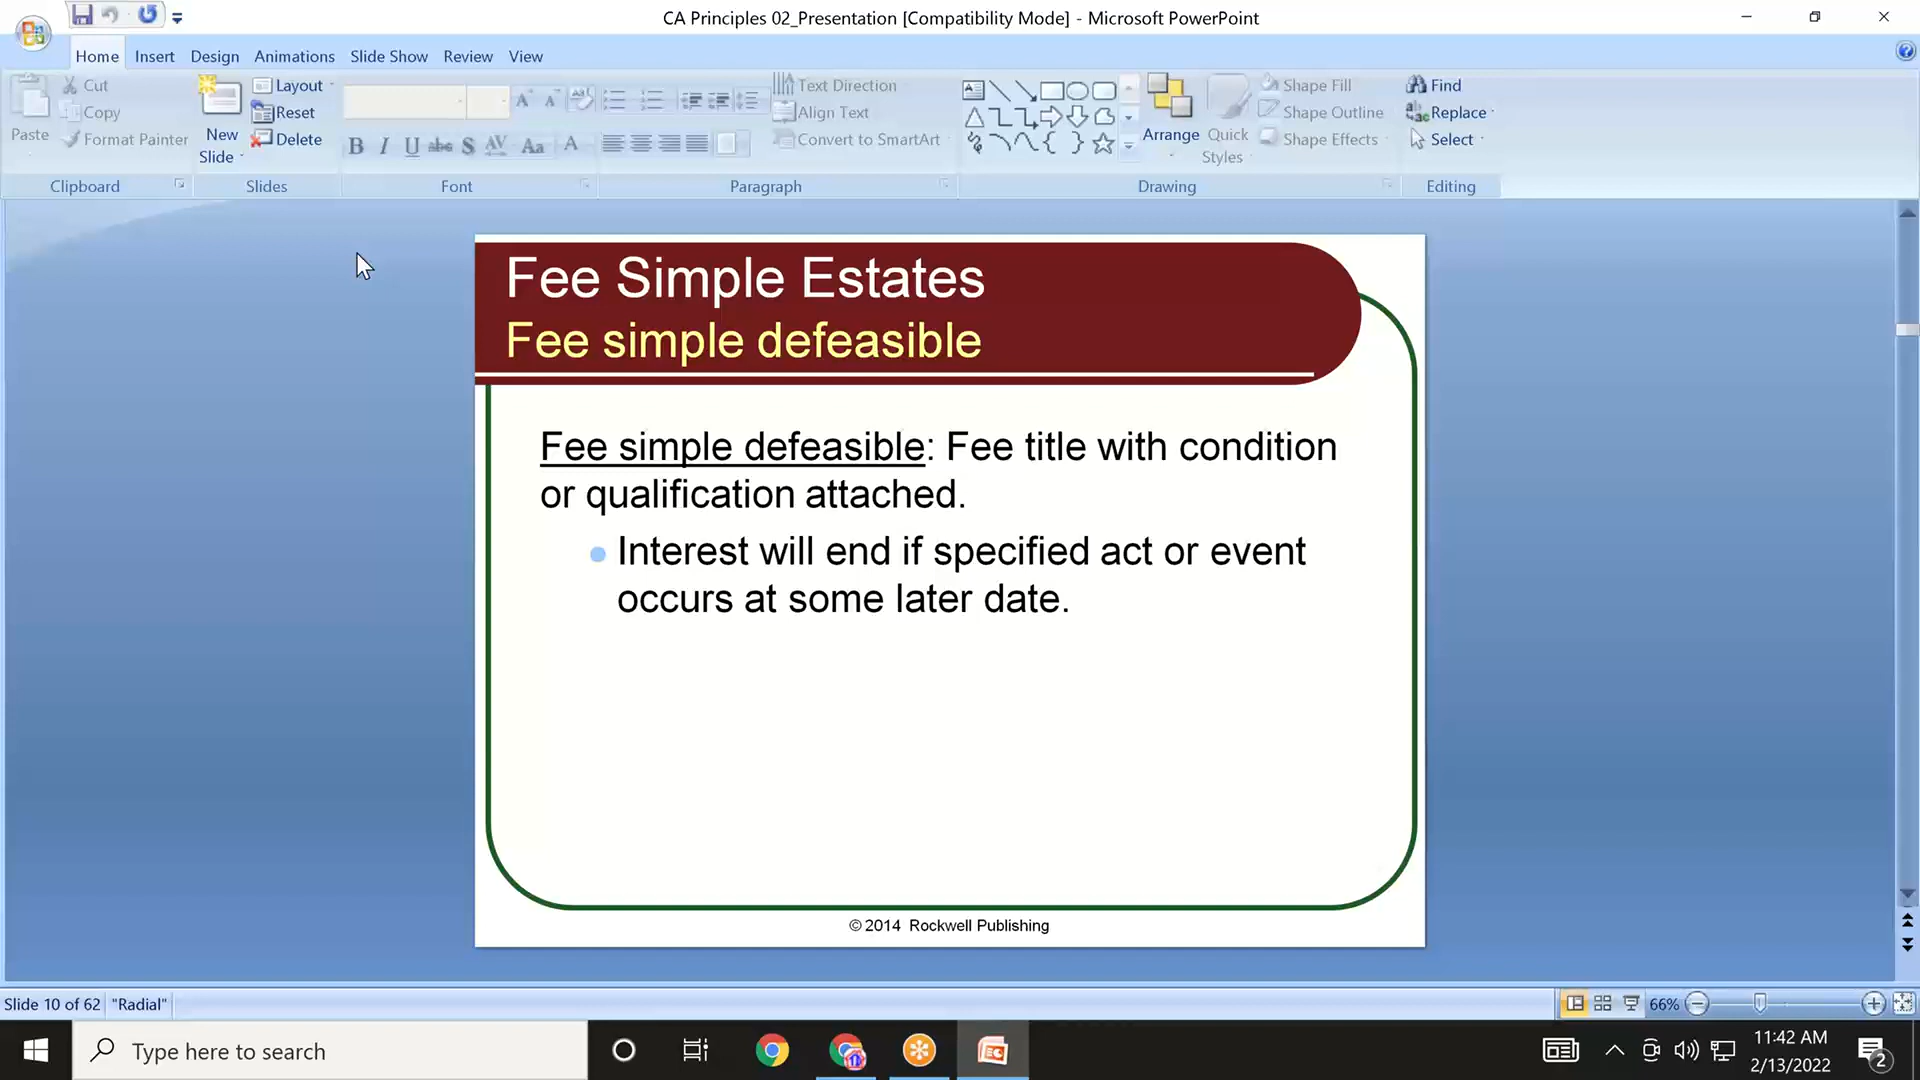 CA Principles 02_Presentation [Compatibility Mode] - Microsoft PowerPoint
Home Insert Design Animations Slide Show Review View
Paste
Cut
Copy
Format Painter
Clipboard
New
Slide
Layout
Reset
Delete
Slides
B I U abc S AV Aa A
Font
Text Direction
Align Text
Convert to SmartArt
Paragraph
Arrange
Quick
Styles
Shape Fill
Shape Outline
Shape Effects
Drawing
Find
Replace
Select
Editing
Fee Simple Estates
Fee simple defeasible
Fee simple defeasible: Fee title with condition
or qualification attached.
Interest will end if specified act or event
occurs at some later date.
© 2014 Rockwell Publishing
Slide 10 of 62 "Radial"
66%
Type here to search
11:42 AM
2/13/2022
2